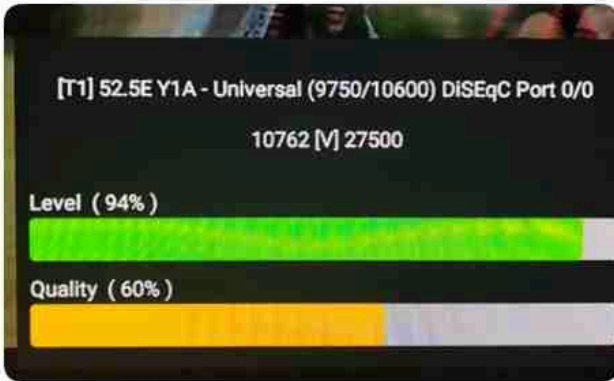 [T1] 52.5E Y1A - Universal (9750/10600) DiSEqC Port 0/0
10762 [V] 27500
Level ( 94% )
Quality ( 60% )